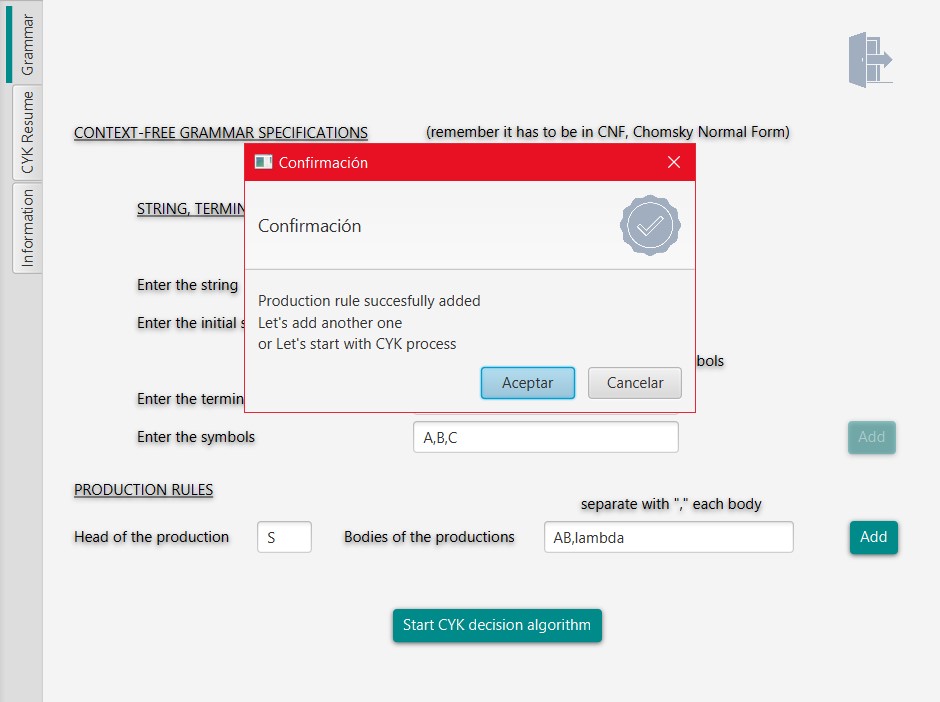 Grammar
CYK Resume
Information
CONTEXT-FREE GRAMMAR SPECIFICATIONS (remember it has to be in CNF, Chomsky Normal Form)
Confirmación
STRING, TERMIN
Confirmación
Enter the string
Production rule succesfully added
Enter the initial s
Let's add another one
or Let's start with CYK process
bols
Aceptar Cancelar
Enter the termin
Enter the symbols A,B,C Add
PRODUCTION RULES
separate with "," each body
Head of the production S Bodies of the productions AB,lambda Add
Start CYK decision algorithm